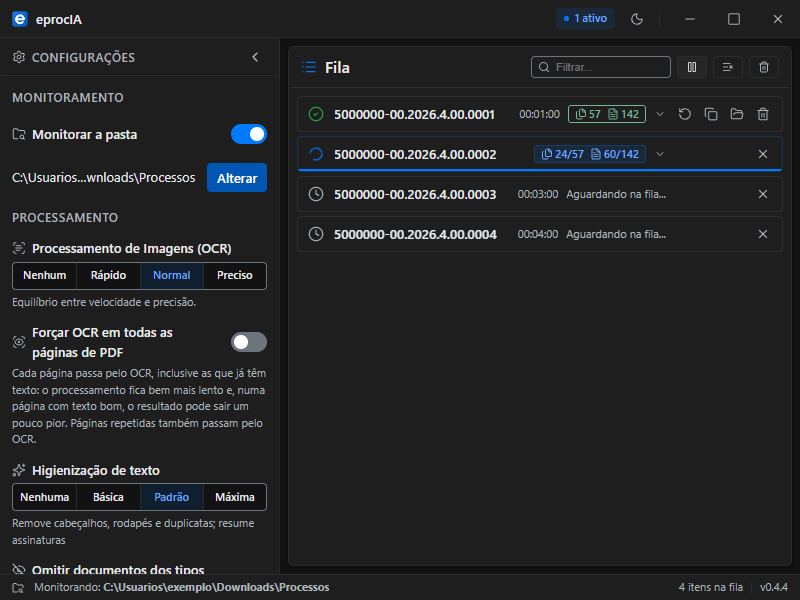 eprocIA
1 ativo
CONFIGURAÇÕES
MONITORAMENTO
Monitorar a pasta
C:\Usuarios...wnloads\Processos
Alterar
PROCESSAMENTO
Processamento de Imagens (OCR)
Nenhum Rápido Normal Preciso
Equilíbrio entre velocidade e precisão.
Forçar OCR em todas as
páginas de PDF
Cada página passa pelo OCR, inclusive as que já têm
texto: o processamento fica bem mais lento e, numa
página com texto bom, o resultado pode sair um
pouco pior. Páginas repetidas também passam pelo
OCR.
Higienização de texto
Nenhuma Básica Padrão Máxima
Remove cabeçalhos, rodapés e duplicatas; resume
assinaturas
Omitir documentos dos tipos
Fila
Filtrar...
5000000-00.2026.4.00.0001 00:01:00 57 142
5000000-00.2026.4.00.0002 24/57 60/142
5000000-00.2026.4.00.0003 00:03:00 Aguardando na fila...
5000000-00.2026.4.00.0004 00:04:00 Aguardando na fila...
Monitorando: C:\Usuarios\exemplo\Downloads\Processos
4 itens na fila
v0.4.4